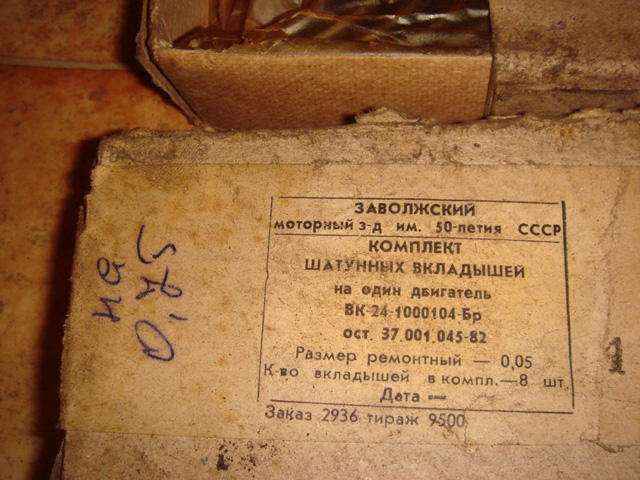 ЗАВОЛЖСКИЙ
моторный з-д им. 50-летия СССР
КОМПЛЕКТ
ШАТУННЫХ ВКЛАДЫШЕЙ
на один двигатель
ВК-24-1000104-Бр
ост. 37.001.045-82
Размер ремонтный — 0,05
К-во вкладышей в компл.—8 шт.
Дата —
Заказ 2936 тираж 9500
1